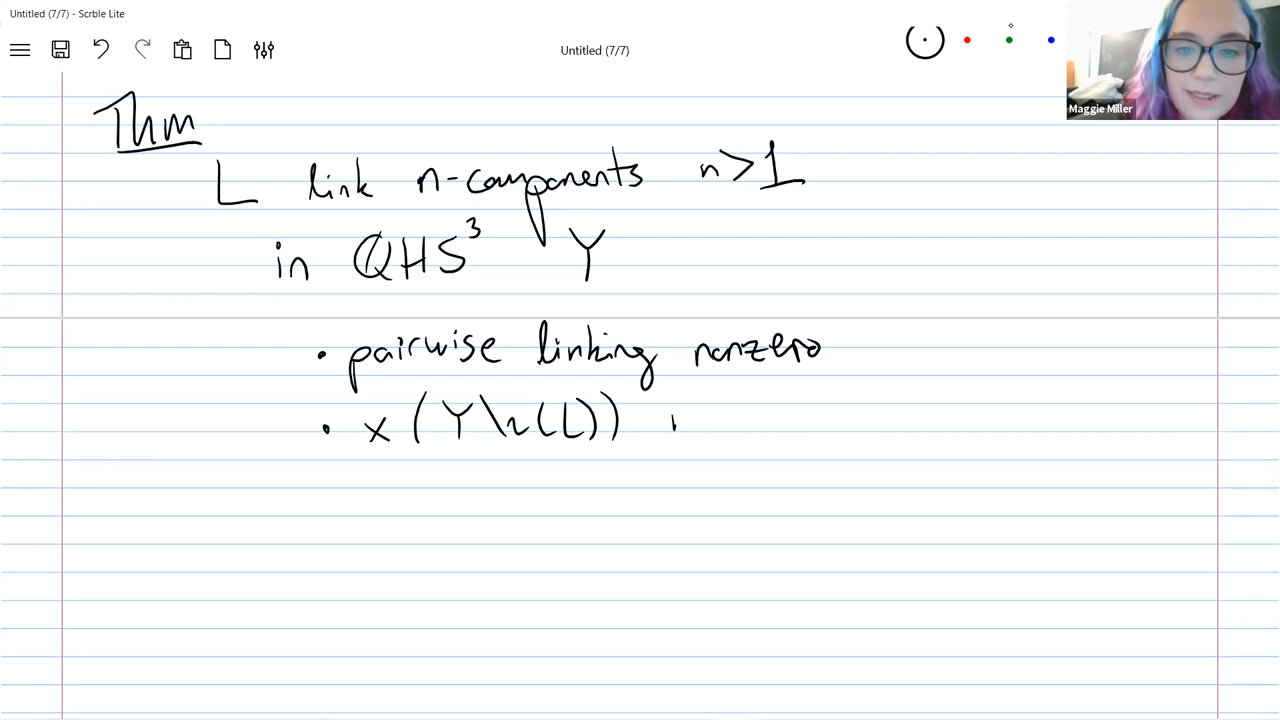 Untitled (7/7) - Scrble Lite
Untitled (7/7)
Maggie Miller
Thm
L link n-components n>1
in QHS³ Y
• pairwise linking nonzero
• x (Y\ν(L))